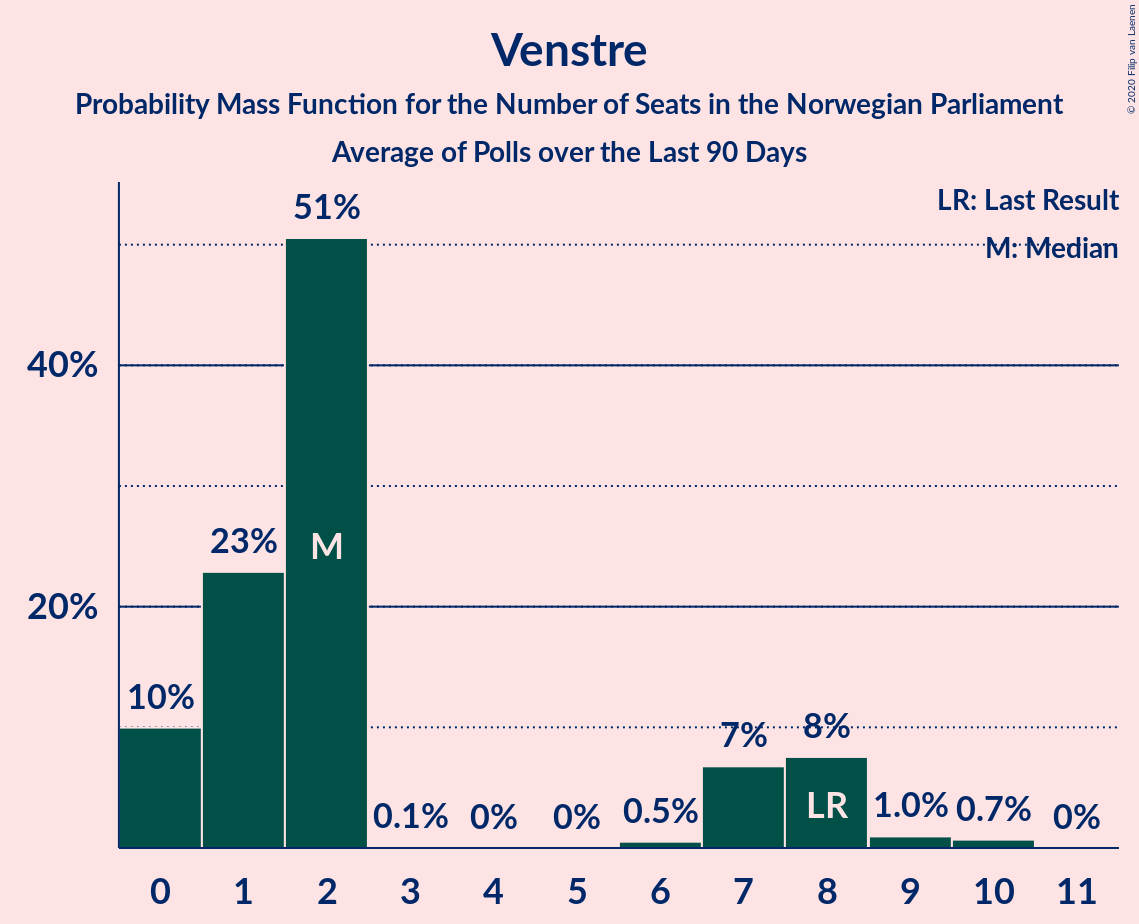 Venstre
Probability Mass Function for the Number of Seats in the Norwegian Parliament
Average of Polls over the Last 90 Days
© 2020 Filip van Laenen
LR: Last Result
M: Median
51%
40%
23%
M
20%
10%
0.1%
0%
0%
0.5%
7%
8%
LR
1.0%
0.7%
0%
0 1 2 3 4 5 6 7 8 9 10 11